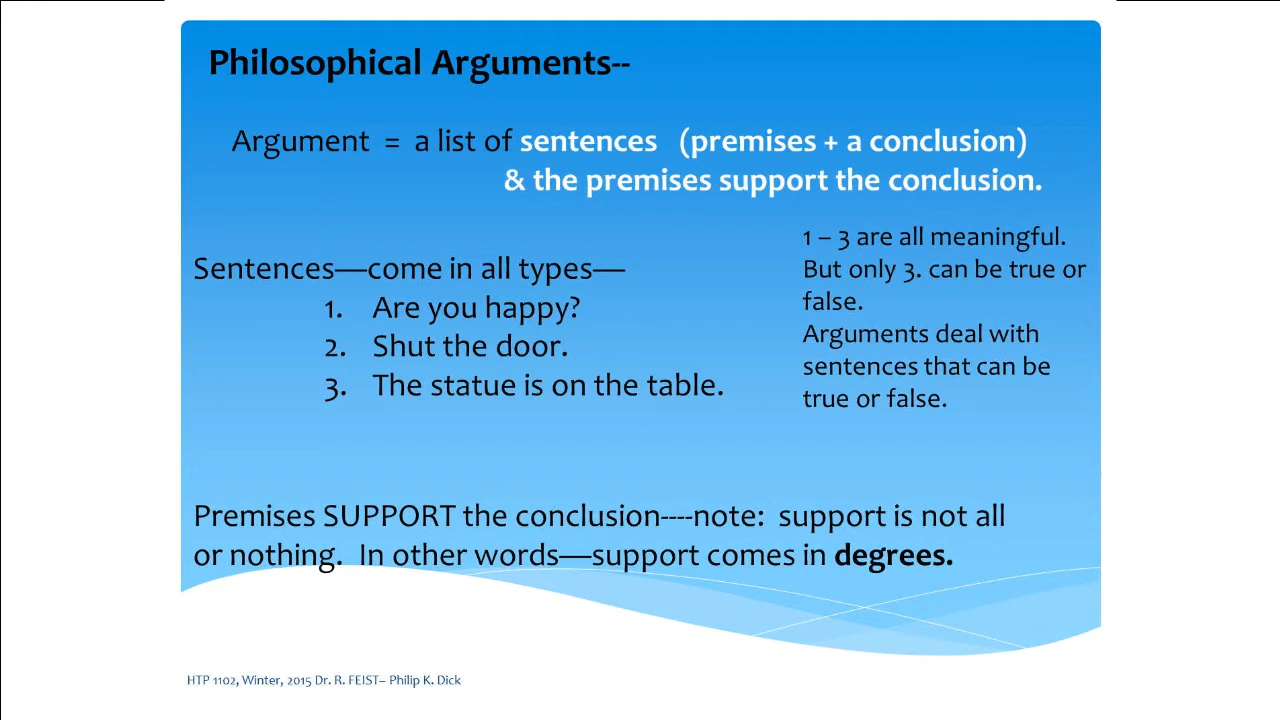 Philosophical Arguments--
Argument = a list of sentences (premises + a conclusion)
& the premises support the conclusion.
Sentences—come in all types—
1. Are you happy?
2. Shut the door.
3. The statue is on the table.
1 – 3 are all meaningful.
But only 3. can be true or
false.
Arguments deal with
sentences that can be
true or false.
Premises SUPPORT the conclusion----note: support is not all
or nothing. In other words—support comes in degrees.
HTP 1102, Winter, 2015 Dr. R. FEIST– Philip K. Dick